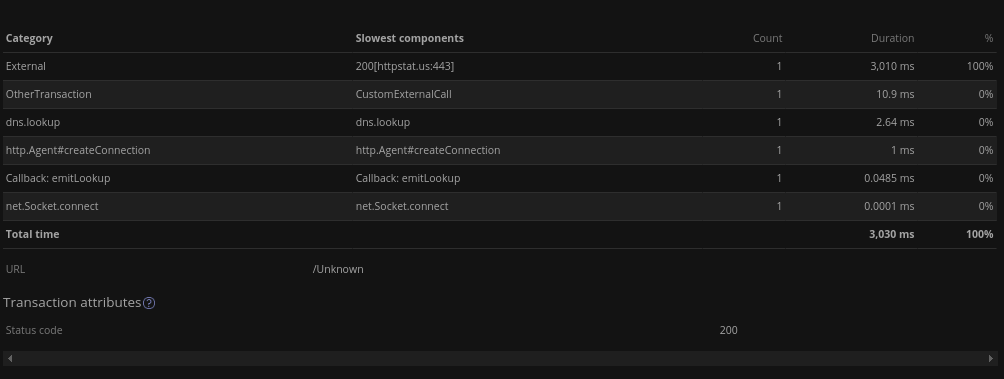 Category Slowest components Count Duration %
External 200[httpstat.us:443] 1 3,010 ms 100%
OtherTransaction CustomExternalCall 1 10.9 ms 0%
dns.lookup dns.lookup 1 2.64 ms 0%
http.Agent#createConnection http.Agent#createConnection 1 1 ms 0%
Callback: emitLookup Callback: emitLookup 1 0.0485 ms 0%
net.Socket.connect net.Socket.connect 1 0.0001 ms 0%
Total time 3,030 ms 100%
URL /Unknown
Transaction attributes ?
Status code 200